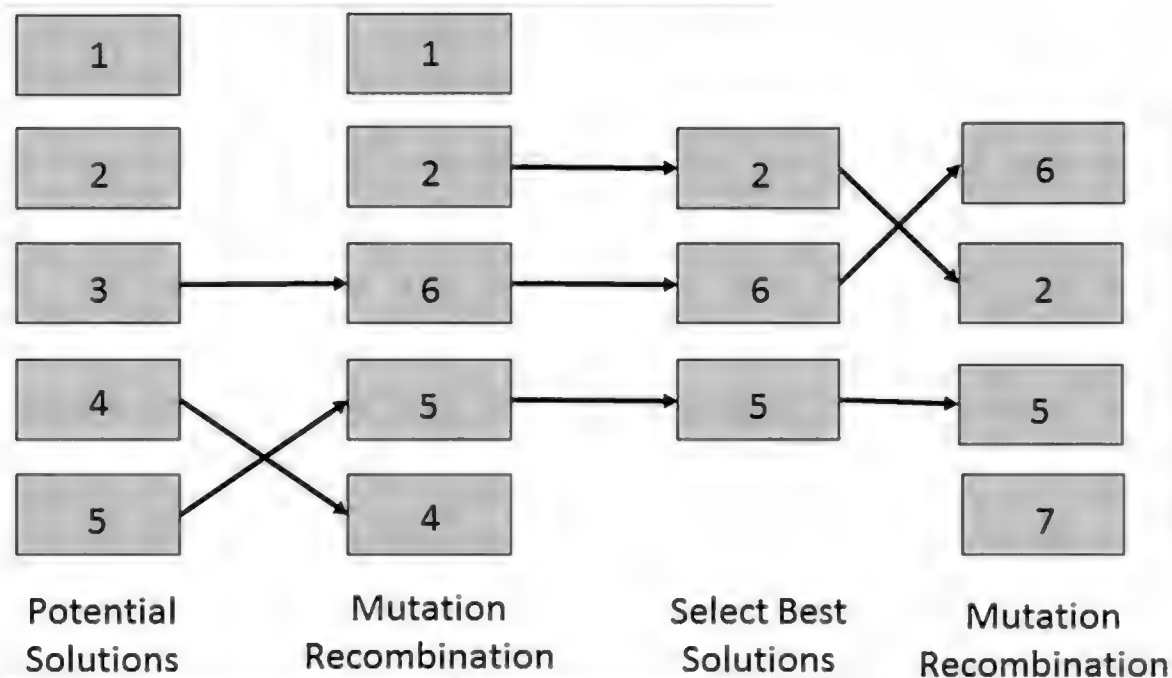 1 1
2 2 2 6
3 6 6 2
4 5 5 5
5 4 7
Potential Mutation Select Best Mutation
Solutions Recombination Solutions Recombination